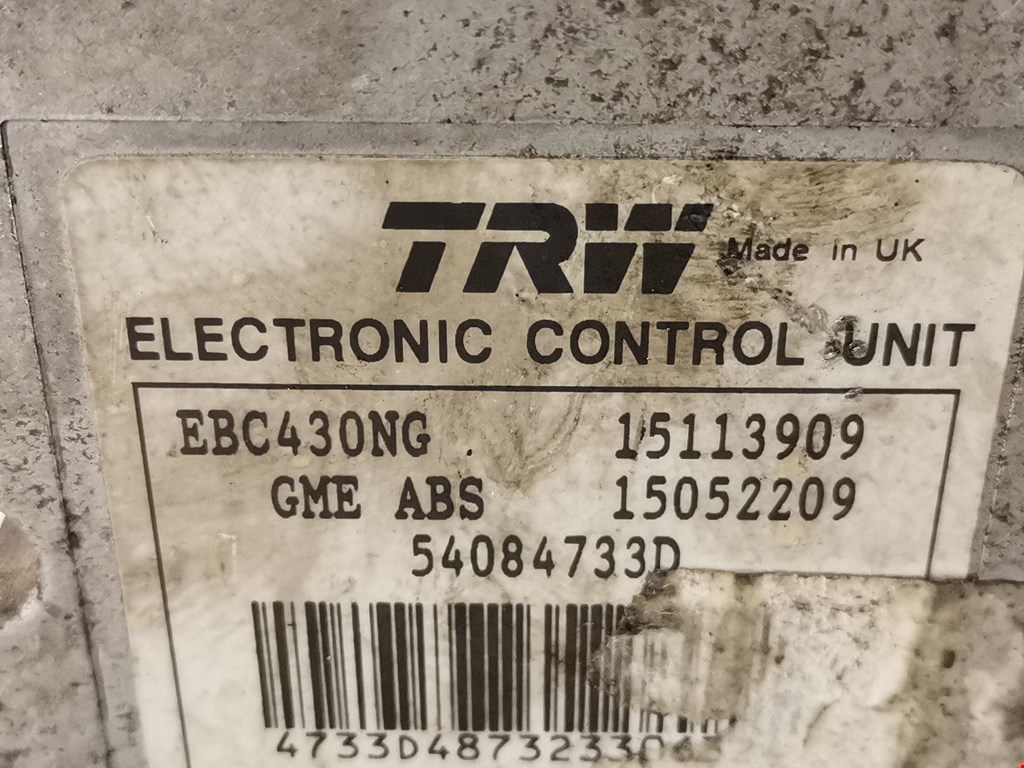 TRW Made in UK
ELECTRONIC CONTROL UNIT
EBC430NG 15113909
GME ABS 15052209
54084733D